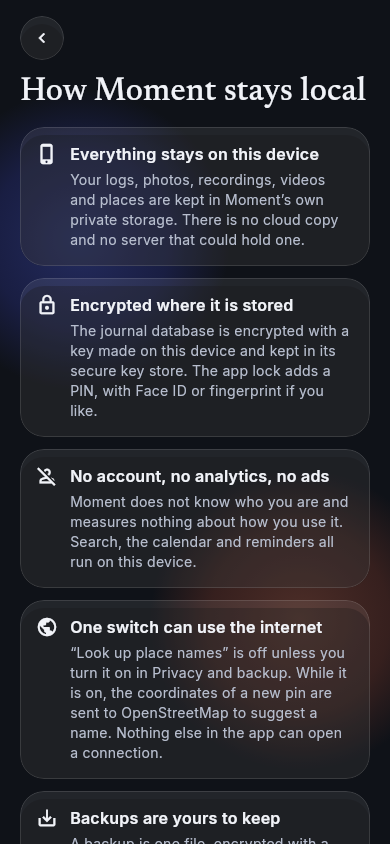 How Moment stays local
Everything stays on this device
Your logs, photos, recordings, videos
and places are kept in Moment’s own
private storage. There is no cloud copy
and no server that could hold one.
Encrypted where it is stored
The journal database is encrypted with a
key made on this device and kept in its
secure key store. The app lock adds a
PIN, with Face ID or fingerprint if you
like.
No account, no analytics, no ads
Moment does not know who you are and
measures nothing about how you use it.
Search, the calendar and reminders all
run on this device.
One switch can use the internet
“Look up place names” is off unless you
turn it on in Privacy and backup. While it
is on, the coordinates of a new pin are
sent to OpenStreetMap to suggest a
name. Nothing else in the app can open
a connection.
Backups are yours to keep
A backup is one file, encrypted with a